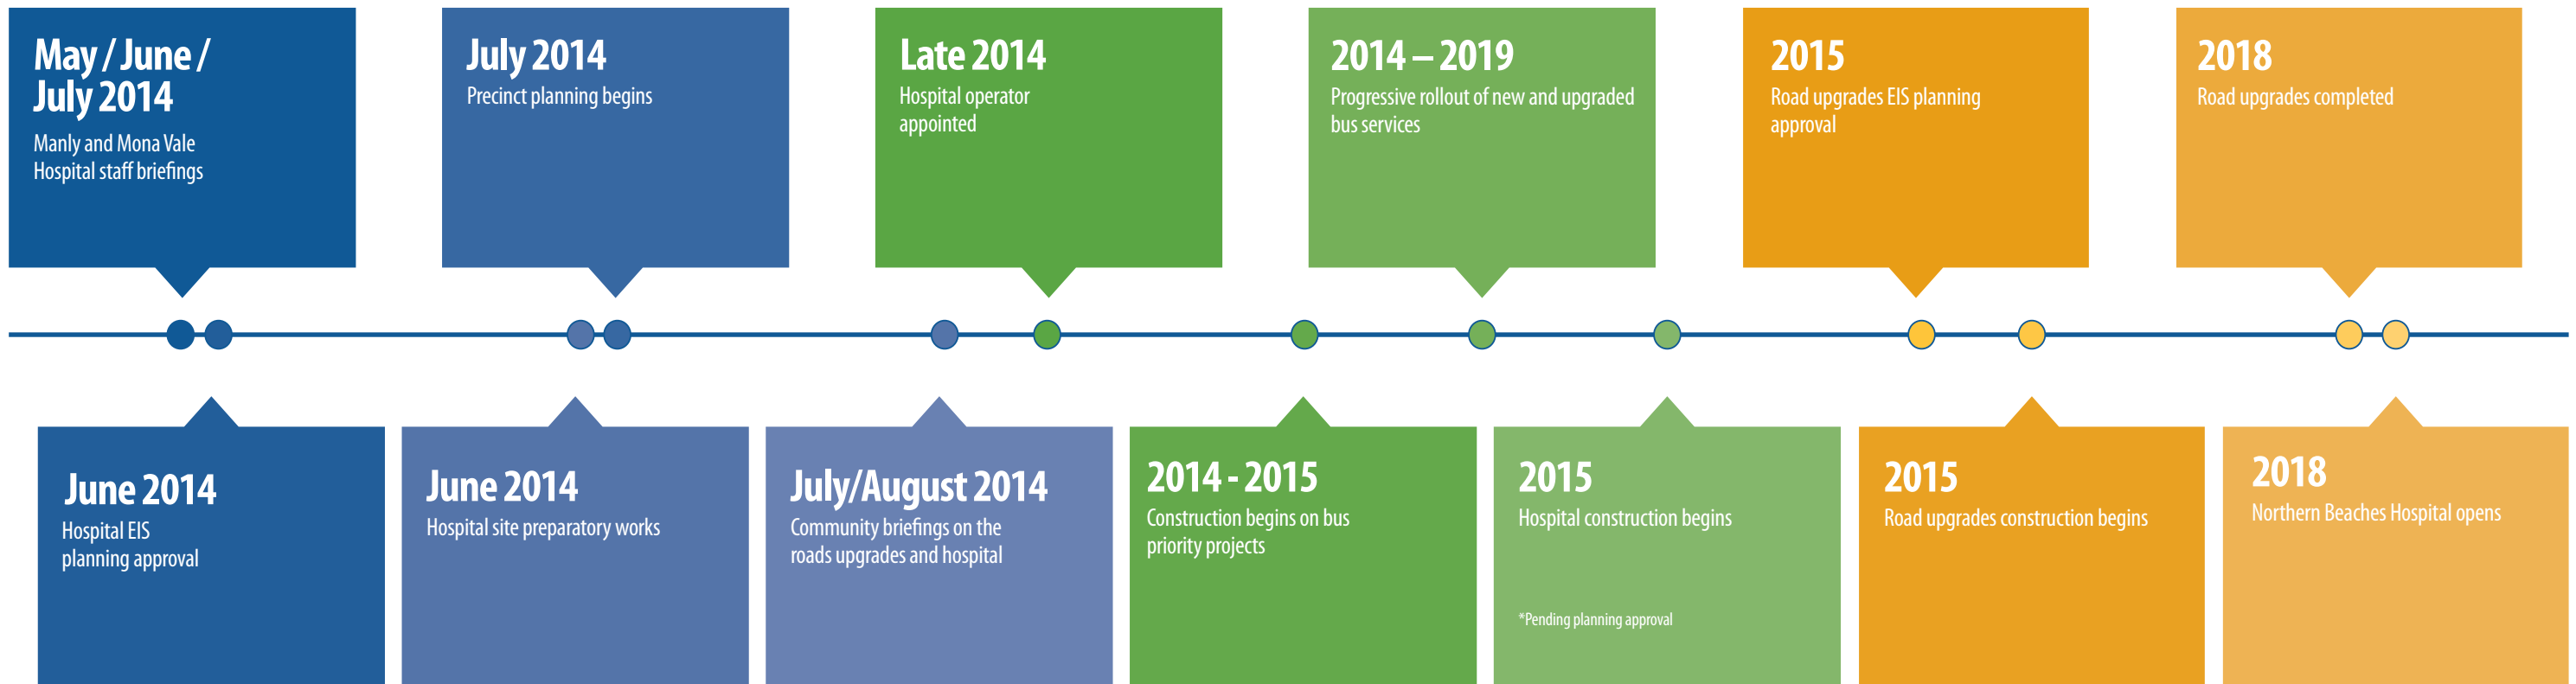 May / June /
July 2014
Manly and Mona Vale
Hospital staff briefings
July 2014
Precinct planning begins
Late 2014
Hospital operator
appointed
2014 – 2019
Progressive rollout of new and upgraded
bus services
2015
Road upgrades EIS planning
approval
2018
Road upgrades completed
June 2014
Hospital EIS
planning approval
June 2014
Hospital site preparatory works
July/August 2014
Community briefings on the
roads upgrades and hospital
2014 - 2015
Construction begins on bus
priority projects
2015
Hospital construction begins
*Pending planning approval
2015
Road upgrades construction begins
2018
Northern Beaches Hospital opens